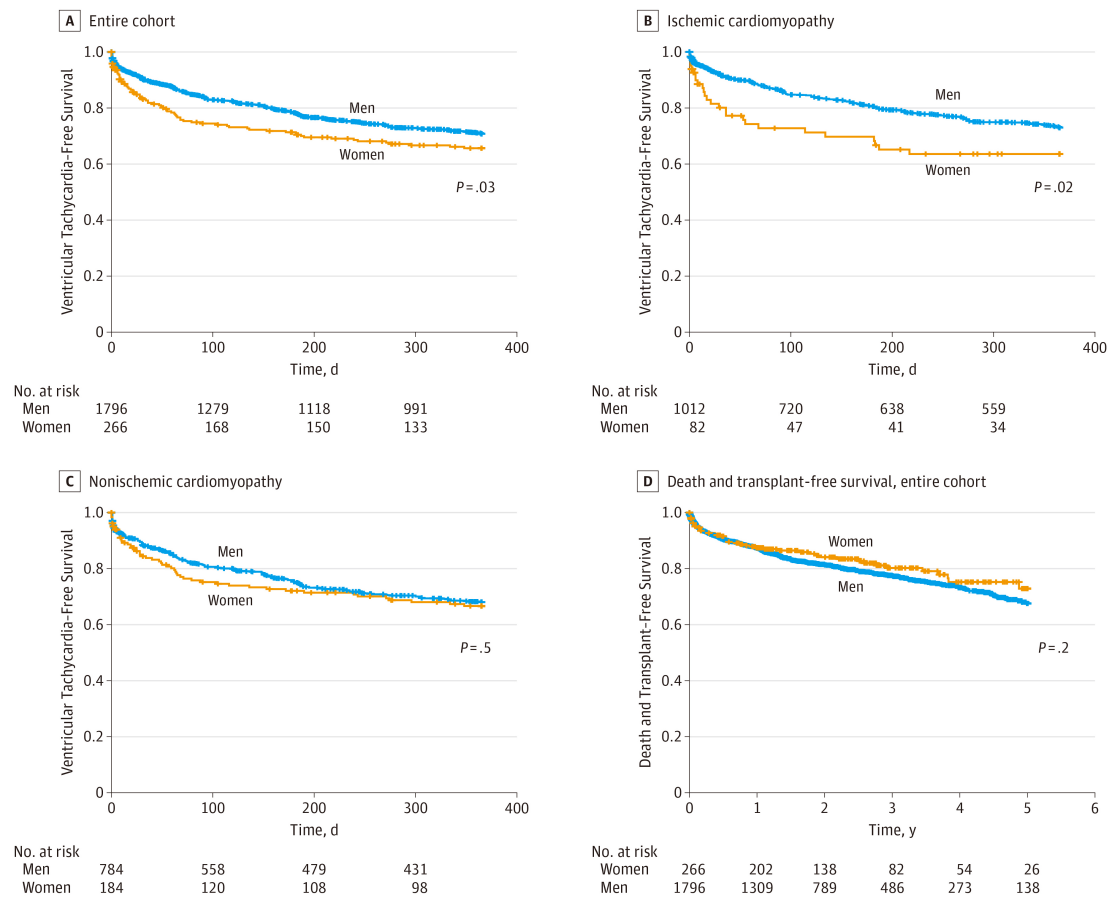 A Entire cohort
Ventricular Tachycardia-Free Survival
1.0
0.8
0.6
0.4
0.2
0
Men
Women
P = .03
0 100 200 300 400
Time, d
No. at risk
Men 1796 1279 1118 991
Women 266 168 150 133
B Ischemic cardiomyopathy
Ventricular Tachycardia-Free Survival
1.0
0.8
0.6
0.4
0.2
0
Men
Women
P = .02
0 100 200 300 400
Time, d
No. at risk
Men 1012 720 638 559
Women 82 47 41 34
C Nonischemic cardiomyopathy
Ventricular Tachycardia-Free Survival
1.0
0.8
0.6
0.4
0.2
0
Men
Women
P = .5
0 100 200 300 400
Time, d
No. at risk
Men 784 558 479 431
Women 184 120 108 98
D Death and transplant-free survival, entire cohort
Death and Transplant-Free Survival
1.0
0.8
0.6
0.4
0.2
0
Women
Men
P = .2
0 1 2 3 4 5 6
Time, y
No. at risk
Women 266 202 138 82 54 26
Men 1796 1309 789 486 273 138